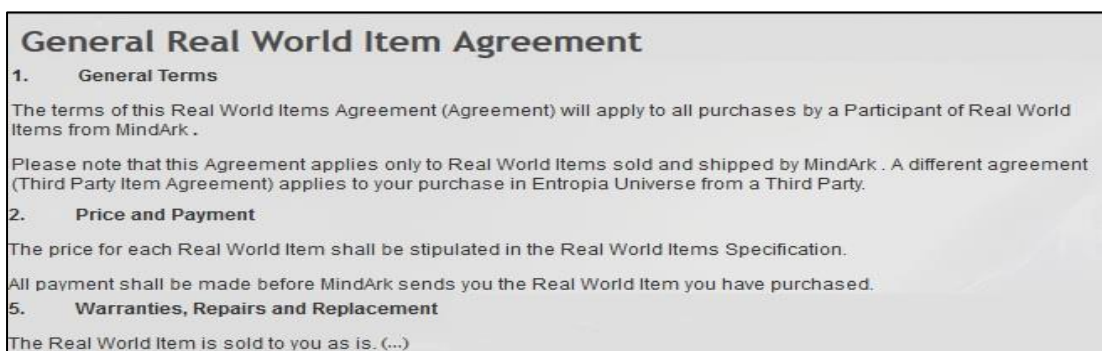 General Real World Item Agreement
1. General Terms
The terms of this Real World Items Agreement (Agreement) will apply to all purchases by a Participant of Real World
Items from MindArk .
Please note that this Agreement applies only to Real World Items sold and shipped by MindArk . A different agreement
(Third Party Item Agreement) applies to your purchase in Entropia Universe from a Third Party.
2. Price and Payment
The price for each Real World Item shall be stipulated in the Real World Items Specification.
All payment shall be made before MindArk sends you the Real World Item you have purchased.
5. Warranties, Repairs and Replacement
The Real World Item is sold to you as is. (...)